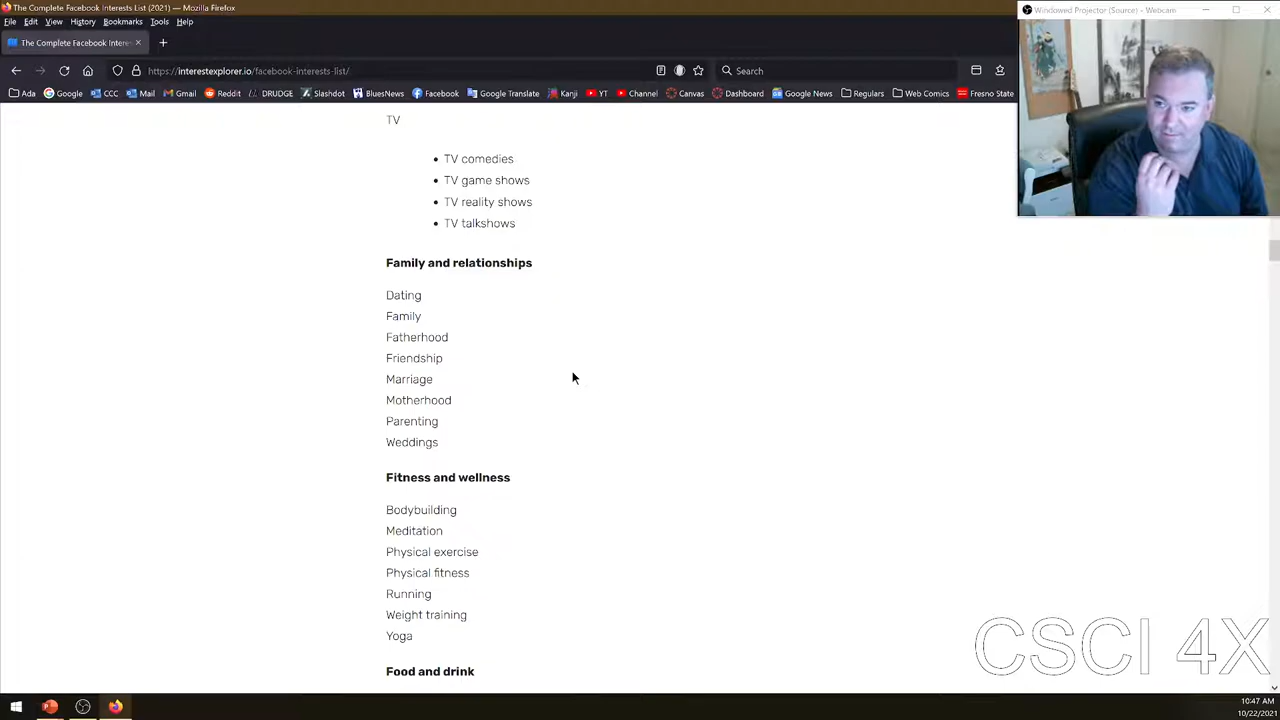 The Complete Facebook Interests List (2021) — Mozilla Firefox
Windowed Projector (Source) - Webcam
File Edit View History Bookmarks Tools Help
The Complete Facebook Intere
https://interestexplorer.io/facebook-interests-list/
Search
Ada Google CCC Mail Gmail Reddit DRUDGE Slashdot BluesNews Facebook Google Translate Kanji YT Channel Canvas Dashboard Google News Regulars Web Comics Fresno State
TV
• TV comedies
• TV game shows
• TV reality shows
• TV talkshows
Family and relationships
Dating
Family
Fatherhood
Friendship
Marriage
Motherhood
Parenting
Weddings
Fitness and wellness
Bodybuilding
Meditation
Physical exercise
Physical fitness
Running
Weight training
Yoga
Food and drink
CSCI 4X
10:47 AM
10/22/2021